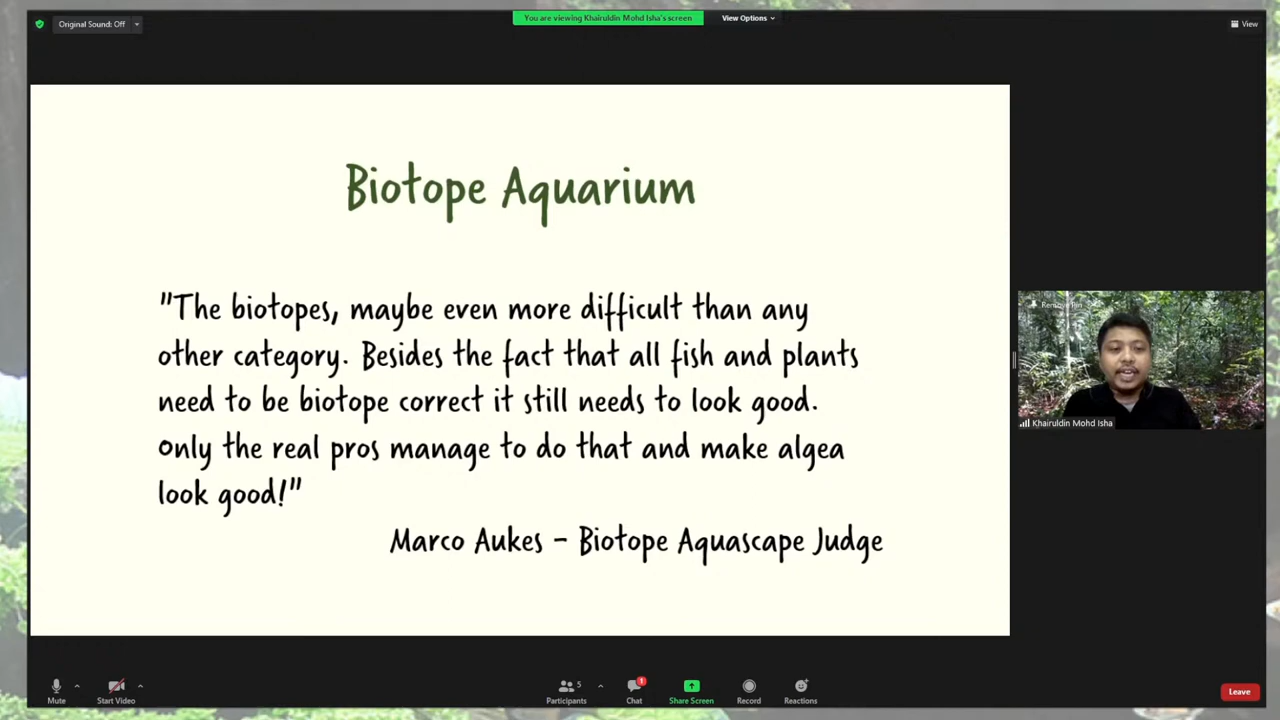 Original Sound: Off
You are viewing Khairuldin Mohd Isha's screen
View Options
View
Biotope Aquarium
"The biotopes, maybe even more difficult than any
other category. Besides the fact that all fish and plants
need to be biotope correct it still needs to look good.
Only the real pros manage to do that and make algea
look good!"
Marco Aukes - Biotope Aquascape Judge
Remove Pin
Khairuldin Mohd Isha
Mute
Start Video
5
Participants
1
Chat
Share Screen
Record
Reactions
Leave